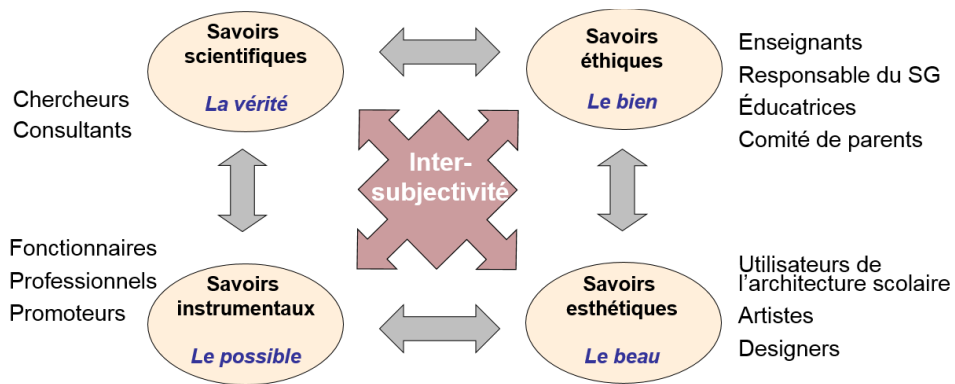 Savoirs
scientifiques
La vérité
Savoirs
éthiques
Le bien
Enseignants
Responsable du SG
Éducatrices
Comité de parents
Chercheurs
Consultants
Inter-
subjectivité
Fonctionnaires
Professionnels
Promoteurs
Savoirs
instrumentaux
Le possible
Savoirs
esthétiques
Le beau
Utilisateurs de
l’architecture scolaire
Artistes
Designers